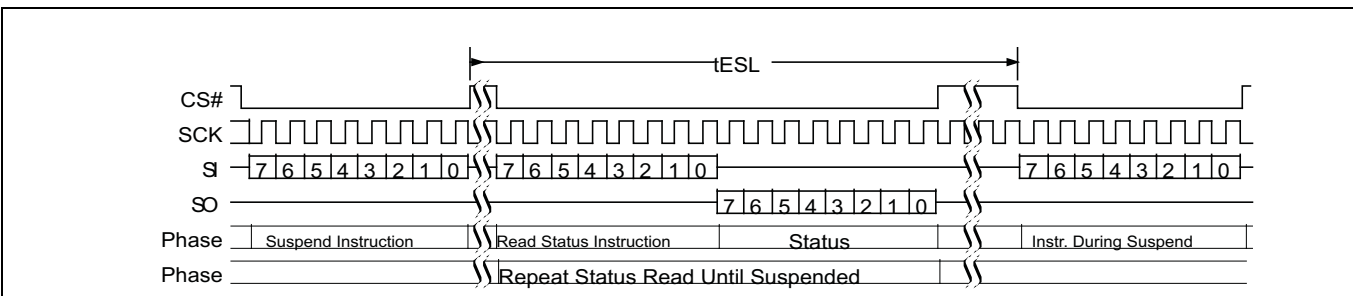 tESL
CS#
SCK
SI 7 6 5 4 3 2 1 0 7 6 5 4 3 2 1 0 7 6 5 4 3 2 1 0
SO 7 6 5 4 3 2 1 0
Phase Suspend Instruction Read Status Instruction Status Instr. During Suspend
Phase Repeat Status Read Until Suspended